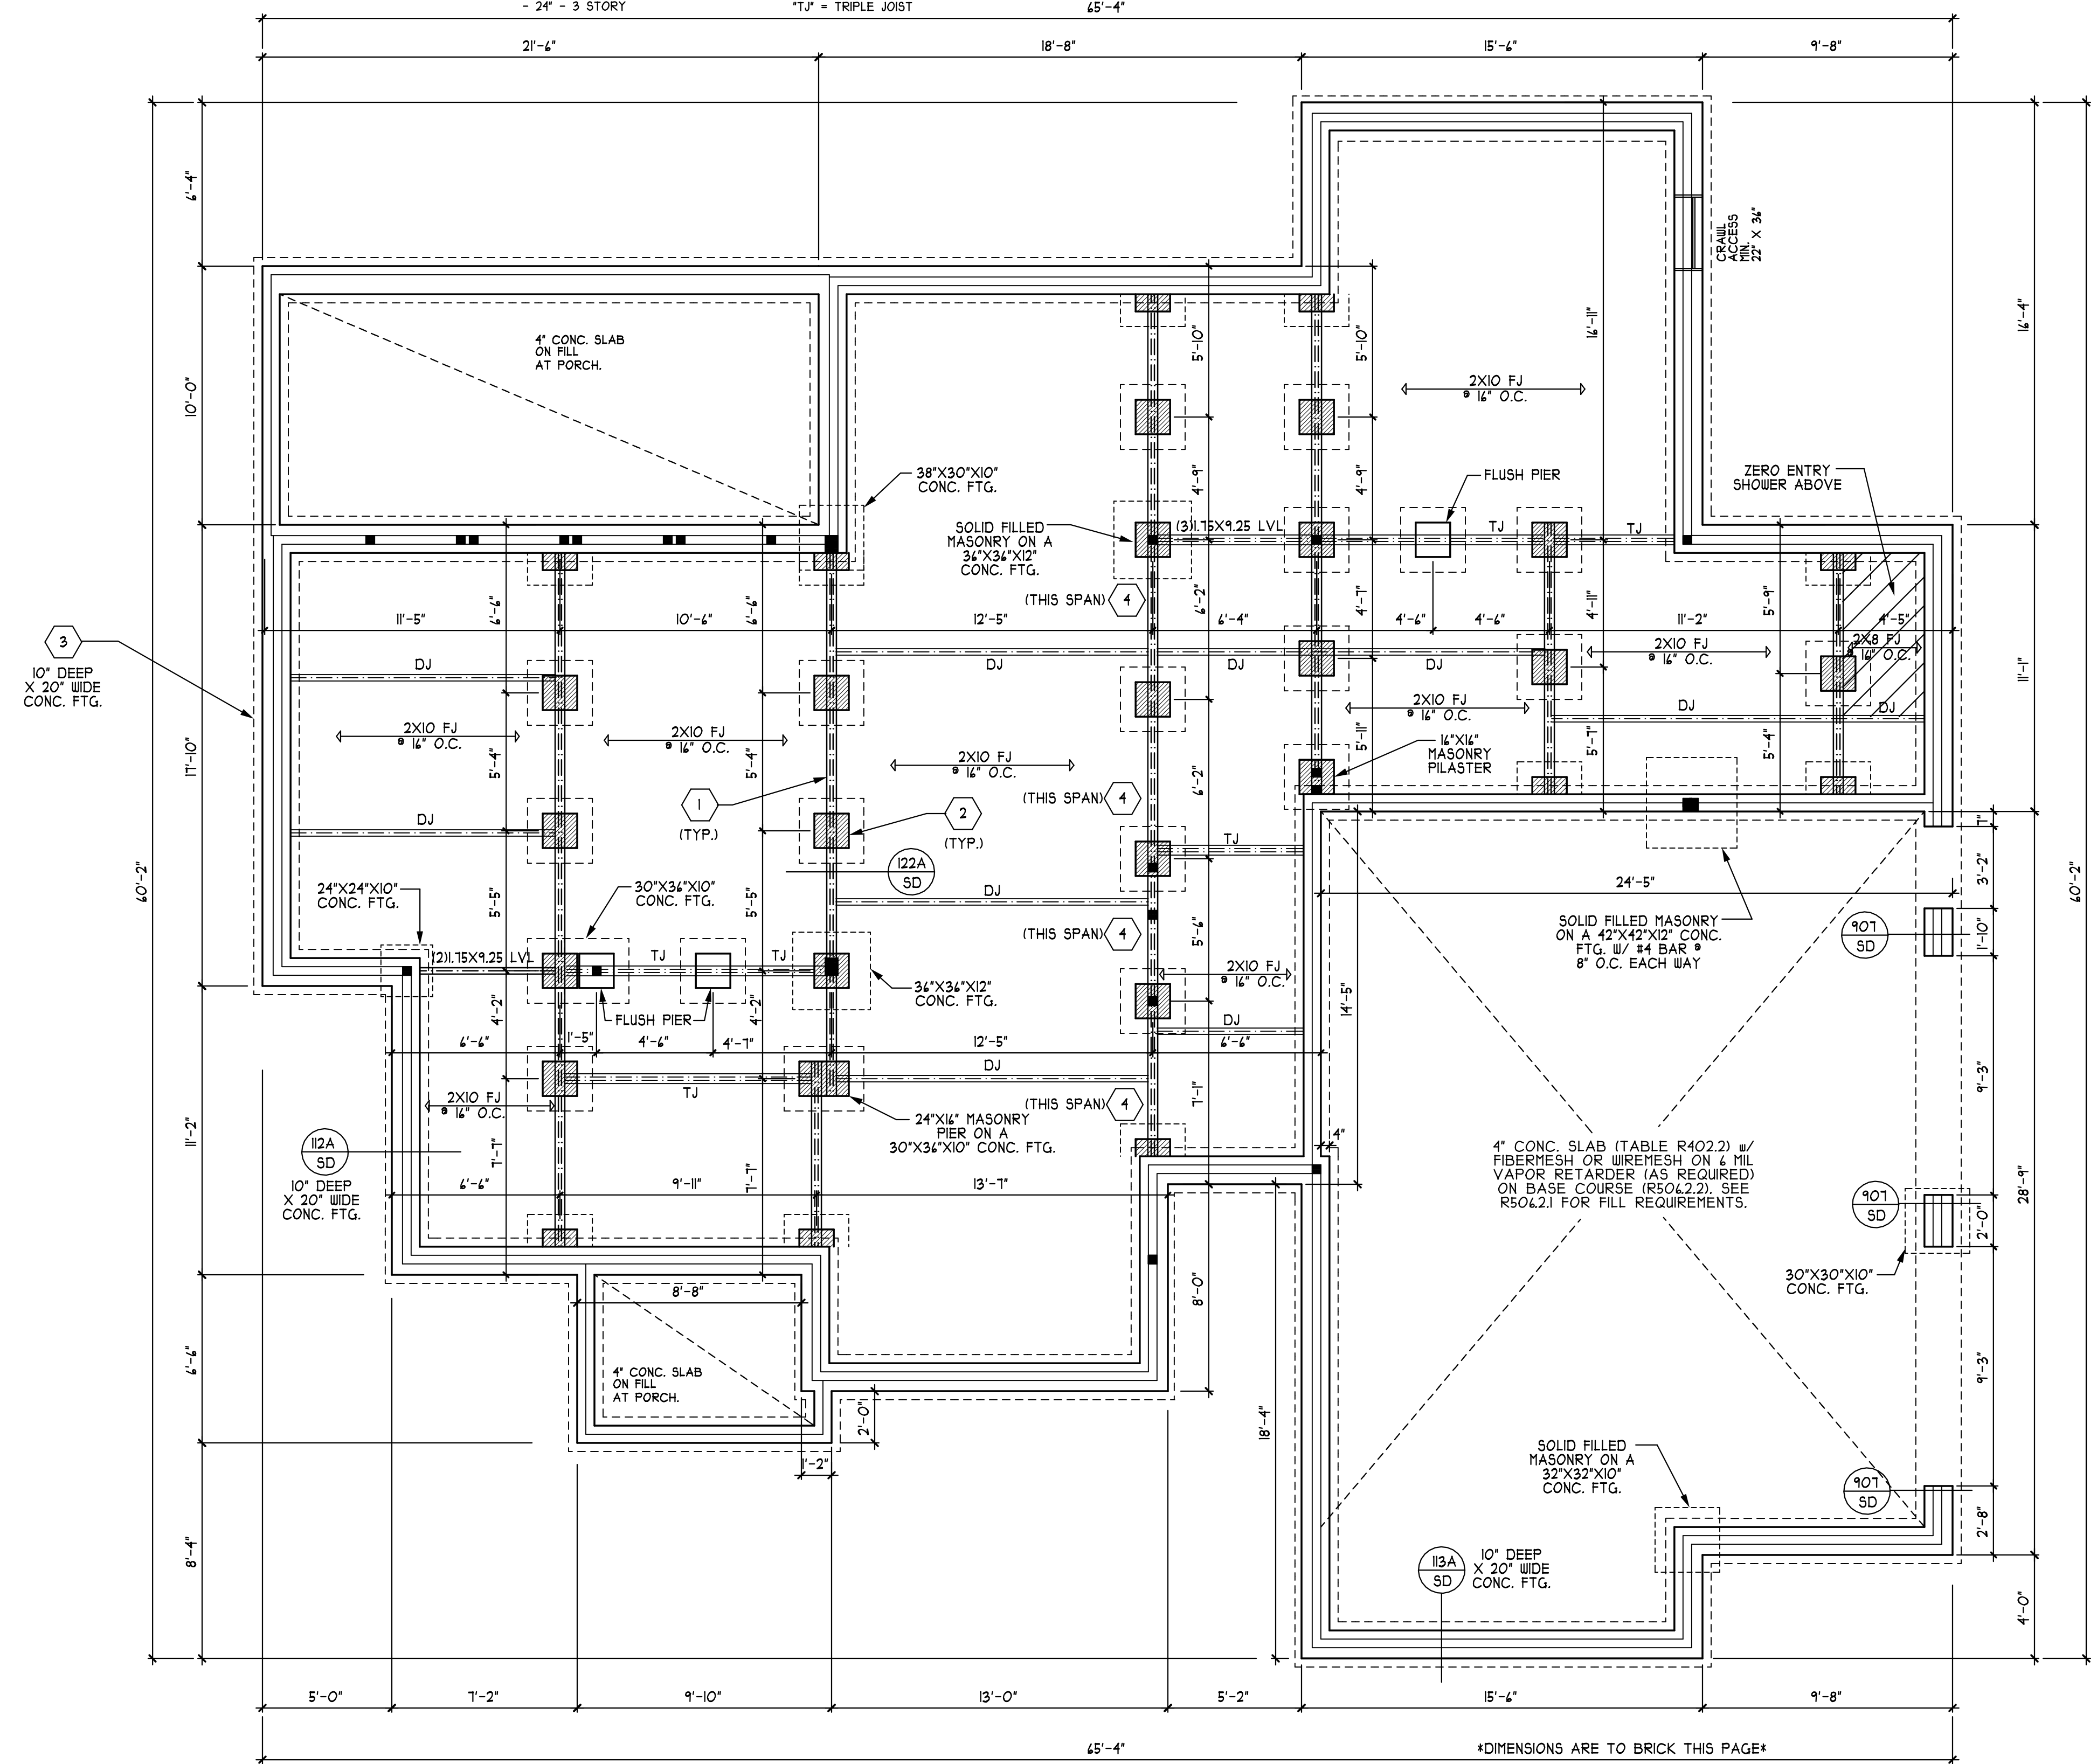 - 24" - 3 STORY
"TJ" = TRIPLE JOIST
65'-4"
21'-6"
18'-8"
15'-6"
9'-8"
6'-4"
10'-0"
17'-10"
11'-2"
6'-6"
8'-4"
60'-2"
16'-4"
11'-1"
28'-9"
4'-0"
60'-2"
CRAWL
ACCESS
MIN.
22" X 36"
4" CONC. SLAB
ON FILL
AT PORCH.
5'-10"
5'-10"
16'-11"
2X10 FJ
@ 16" O.C.
4'-9"
4'-9"
38"X30"X10"
CONC. FTG.
FLUSH PIER
ZERO ENTRY
SHOWER ABOVE
SOLID FILLED
MASONRY ON A
36"X36"X12"
CONC. FTG.
(3)1.75X9.25 LVL
TJ
TJ
(THIS SPAN) 4
6'-6"
6'-6"
6'-2"
4'-7"
4'-11"
5'-9"
11'-5"
10'-6"
12'-5"
6'-4"
4'-6"
4'-6"
11'-2"
4'-5"
3
10" DEEP
X 20" WIDE
CONC. FTG.
DJ
DJ
DJ
DJ
2X10 FJ
@ 16" O.C.
2X8 FJ
@ 16" O.C.
2X10 FJ
@ 16" O.C.
DJ
DJ
2X10 FJ
@ 16" O.C.
2X10 FJ
@ 16" O.C.
5'-4"
5'-4"
5'-11"
5'-7"
5'-4"
16"X16"
MASONRY
PILASTER
2X10 FJ
@ 16" O.C.
6'-2"
1
(TYP.)
2
(TYP.)
(THIS SPAN) 4
DJ
TJ
122A
SD
24"X24"X10"
CONC. FTG.
30"X36"X10"
CONC. FTG.
5'-5"
5'-5"
DJ
(THIS SPAN) 4
5'-6"
7"
3'-2"
24'-5"
1'-10"
SOLID FILLED MASONRY
ON A 42"X42"X12" CONC.
FTG. W/ #4 BAR @
8" O.C. EACH WAY
907
SD
(2)1.75X9.25 LVL
TJ
TJ
36"X36"X12"
CONC. FTG.
2X10 FJ
@ 16" O.C.
4'-2"
4'-2"
FLUSH PIER
DJ
14'-5"
6'-6"
1'-5"
4'-6"
4'-7"
12'-5"
6'-6"
9'-3"
DJ
TJ
2X10 FJ
@ 16" O.C.
(THIS SPAN) 4
7'-1"
24"X16" MASONRY
PIER ON A
30"X36"X10" CONC. FTG.
4"
112A
SD
10" DEEP
X 20" WIDE
CONC. FTG.
7'-7"
7'-7"
6'-6"
9'-11"
13'-7"
4" CONC. SLAB (TABLE R402.2) w/
FIBERMESH OR WIREMESH ON 6 MIL
VAPOR RETARDER (AS REQUIRED)
ON BASE COURSE (R506.2.2). SEE
R506.2.1 FOR FILL REQUIREMENTS.
907
SD
2'-0"
30"X30"X10"
CONC. FTG.
8'-8"
8'-0"
4" CONC. SLAB
ON FILL
AT PORCH.
2'-0"
1'-2"
18'-4"
9'-3"
SOLID FILLED
MASONRY ON A
32"X32"X10"
CONC. FTG.
907
SD
2'-8"
113A
SD
10" DEEP
X 20" WIDE
CONC. FTG.
5'-0"
7'-2"
9'-10"
13'-0"
5'-2"
15'-6"
9'-8"
65'-4"
*DIMENSIONS ARE TO BRICK THIS PAGE*